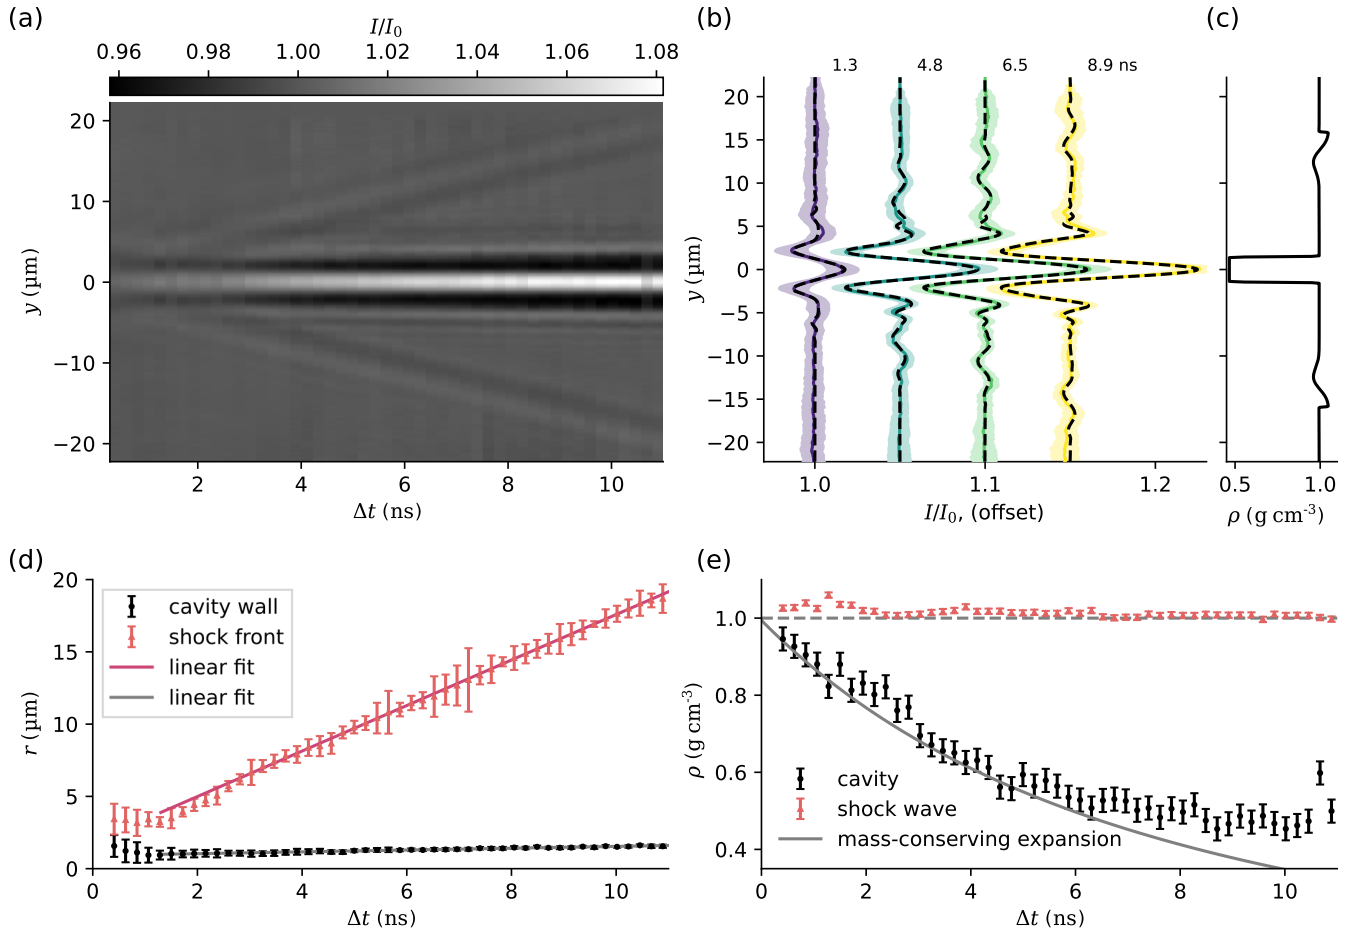 (a)
I/I₀
0.96 0.98 1.00 1.02 1.04 1.06 1.08
20
10
0
−10
−20
y (µm)
2 4 6 8 10
Δt (ns)
(b)
1.3 4.8 6.5 8.9 ns
20
15
10
5
0
−5
−10
−15
−20
y (µm)
1.0 1.1 1.2
I/I₀, (offset)
(c)
0.5 1.0
ρ (g cm⁻³)
(d)
20
15
10
5
0
r (µm)
cavity wall
shock front
linear fit
linear fit
0 2 4 6 8 10
Δt (ns)
(e)
1.0
0.8
0.6
0.4
ρ (g cm⁻³)
cavity
shock wave
mass-conserving expansion
0 2 4 6 8 10
Δt (ns)